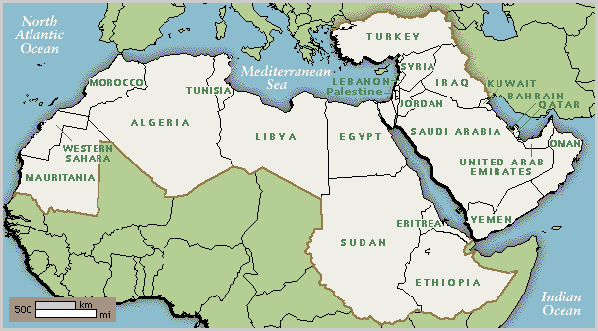 North
Atlantic
Ocean
TURKEY
Mediterranean
Sea
LEBANON
SYRIA
MOROCCO
TUNISIA
Palestine
IRAQ
KUWAIT
BAHRAIN
QATAR
JORDAN
ALGERIA
LIBYA
EGYPT
SAUDI ARABIA
OMAN
WESTERN
SAHARA
UNITED ARAB
EMIRATES
MAURITANIA
ERITREA
YEMEN
SUDAN
ETHIOPIA
Indian
Ocean
500
km
mi